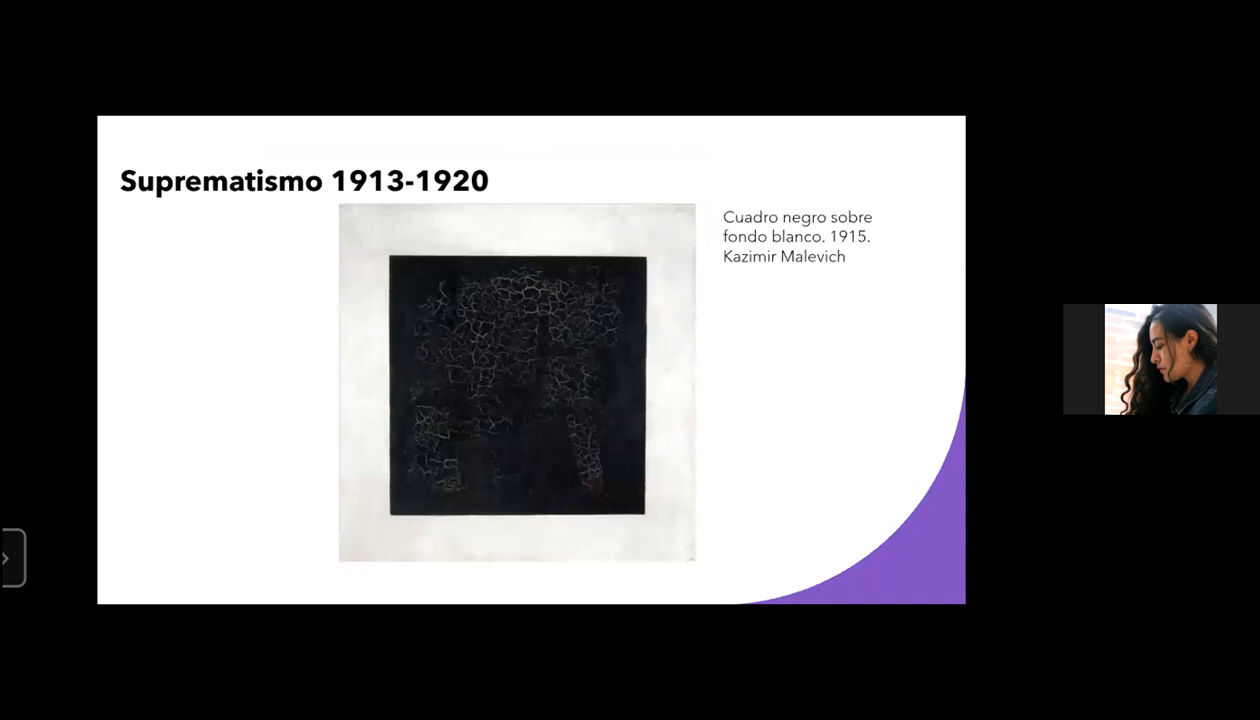 Suprematismo 1913-1920
Cuadro negro sobre
fondo blanco. 1915.
Kazimir Malevich